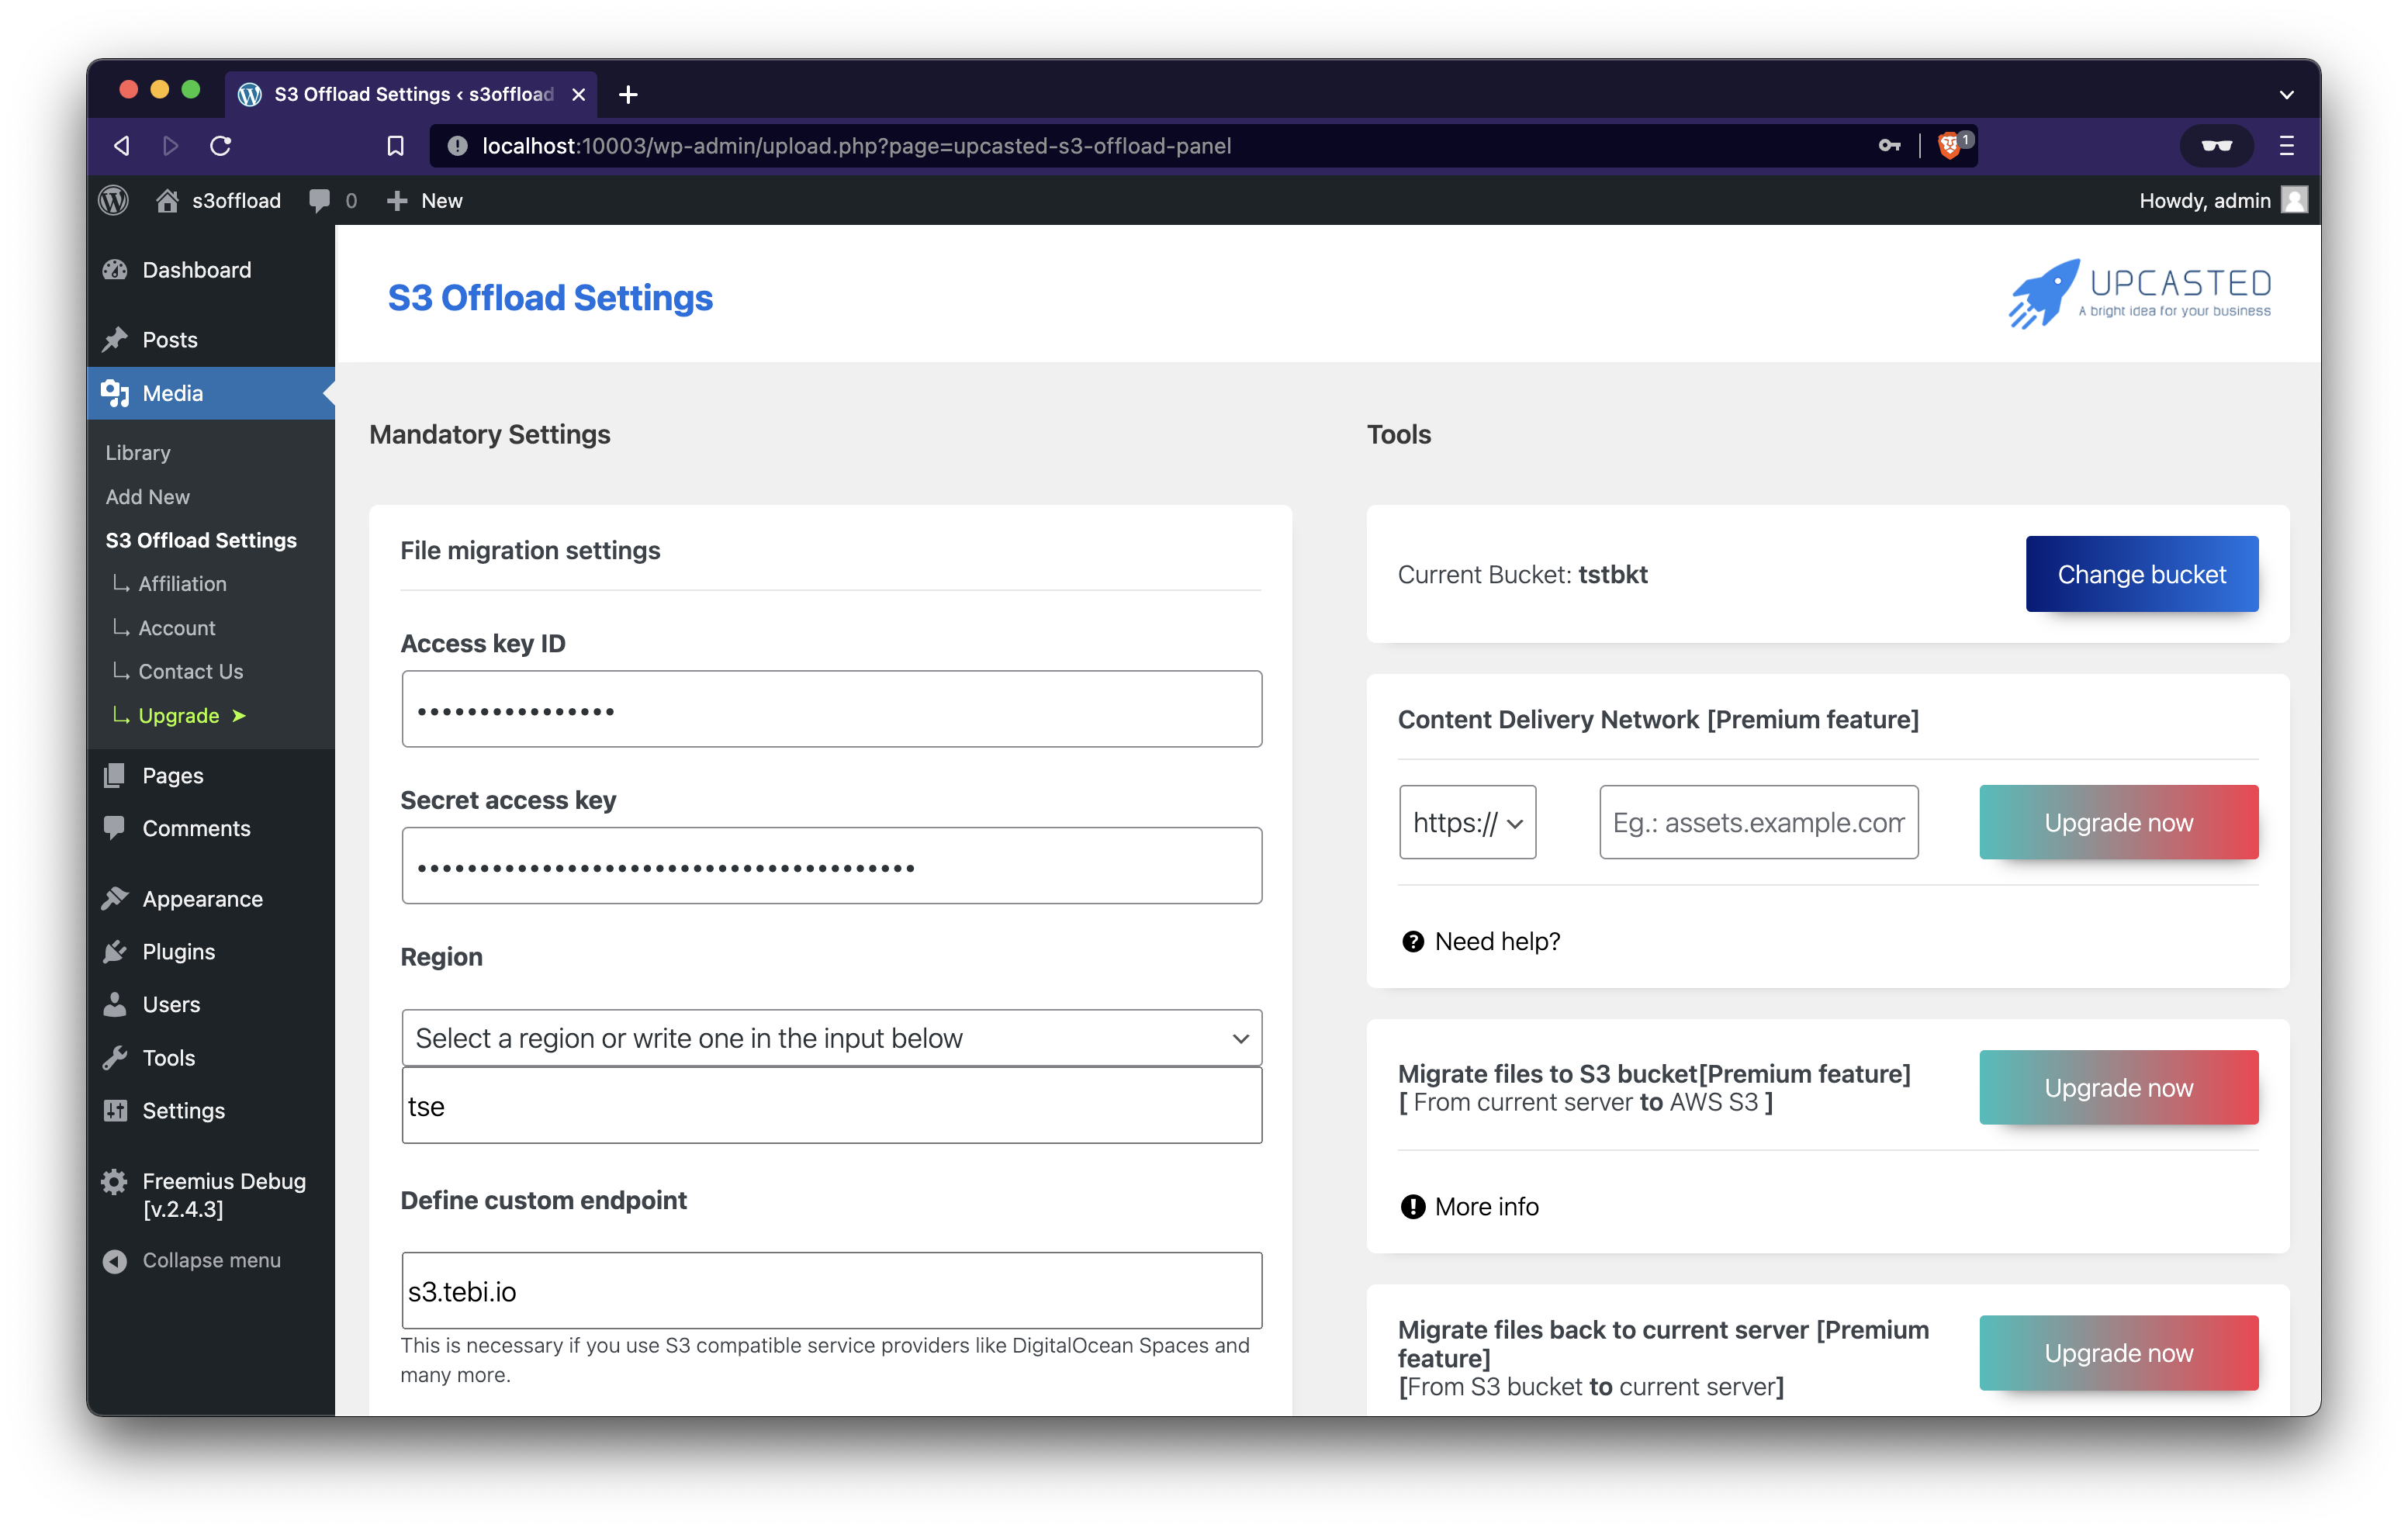 S3 Offload Settings ‹ s3offload
localhost:10003/wp-admin/upload.php?page=upcasted-s3-offload-panel
1
s3offload
0
New
Howdy, admin
Dashboard
Posts
Media
Library
Add New
S3 Offload Settings
Affiliation
Account
Contact Us
Upgrade ➤
Pages
Comments
Appearance
Plugins
Users
Tools
Settings
Freemius Debug
[v.2.4.3]
Collapse menu
S3 Offload Settings
UPCASTED
A bright idea for your business
Mandatory Settings
File migration settings
Access key ID
••••••••••••••••
Secret access key
••••••••••••••••••••••••••••••••••••••••
Region
Select a region or write one in the input below
tse
Define custom endpoint
s3.tebi.io
This is necessary if you use S3 compatible service providers like DigitalOcean Spaces and
many more.
Tools
Current Bucket: tstbkt
Change bucket
Content Delivery Network [Premium feature]
https://
Eg.: assets.example.com
Upgrade now
Need help?
Migrate files to S3 bucket[Premium feature]
[ From current server to AWS S3 ]
Upgrade now
More info
Migrate files back to current server [Premium
feature]
[From S3 bucket to current server]
Upgrade now